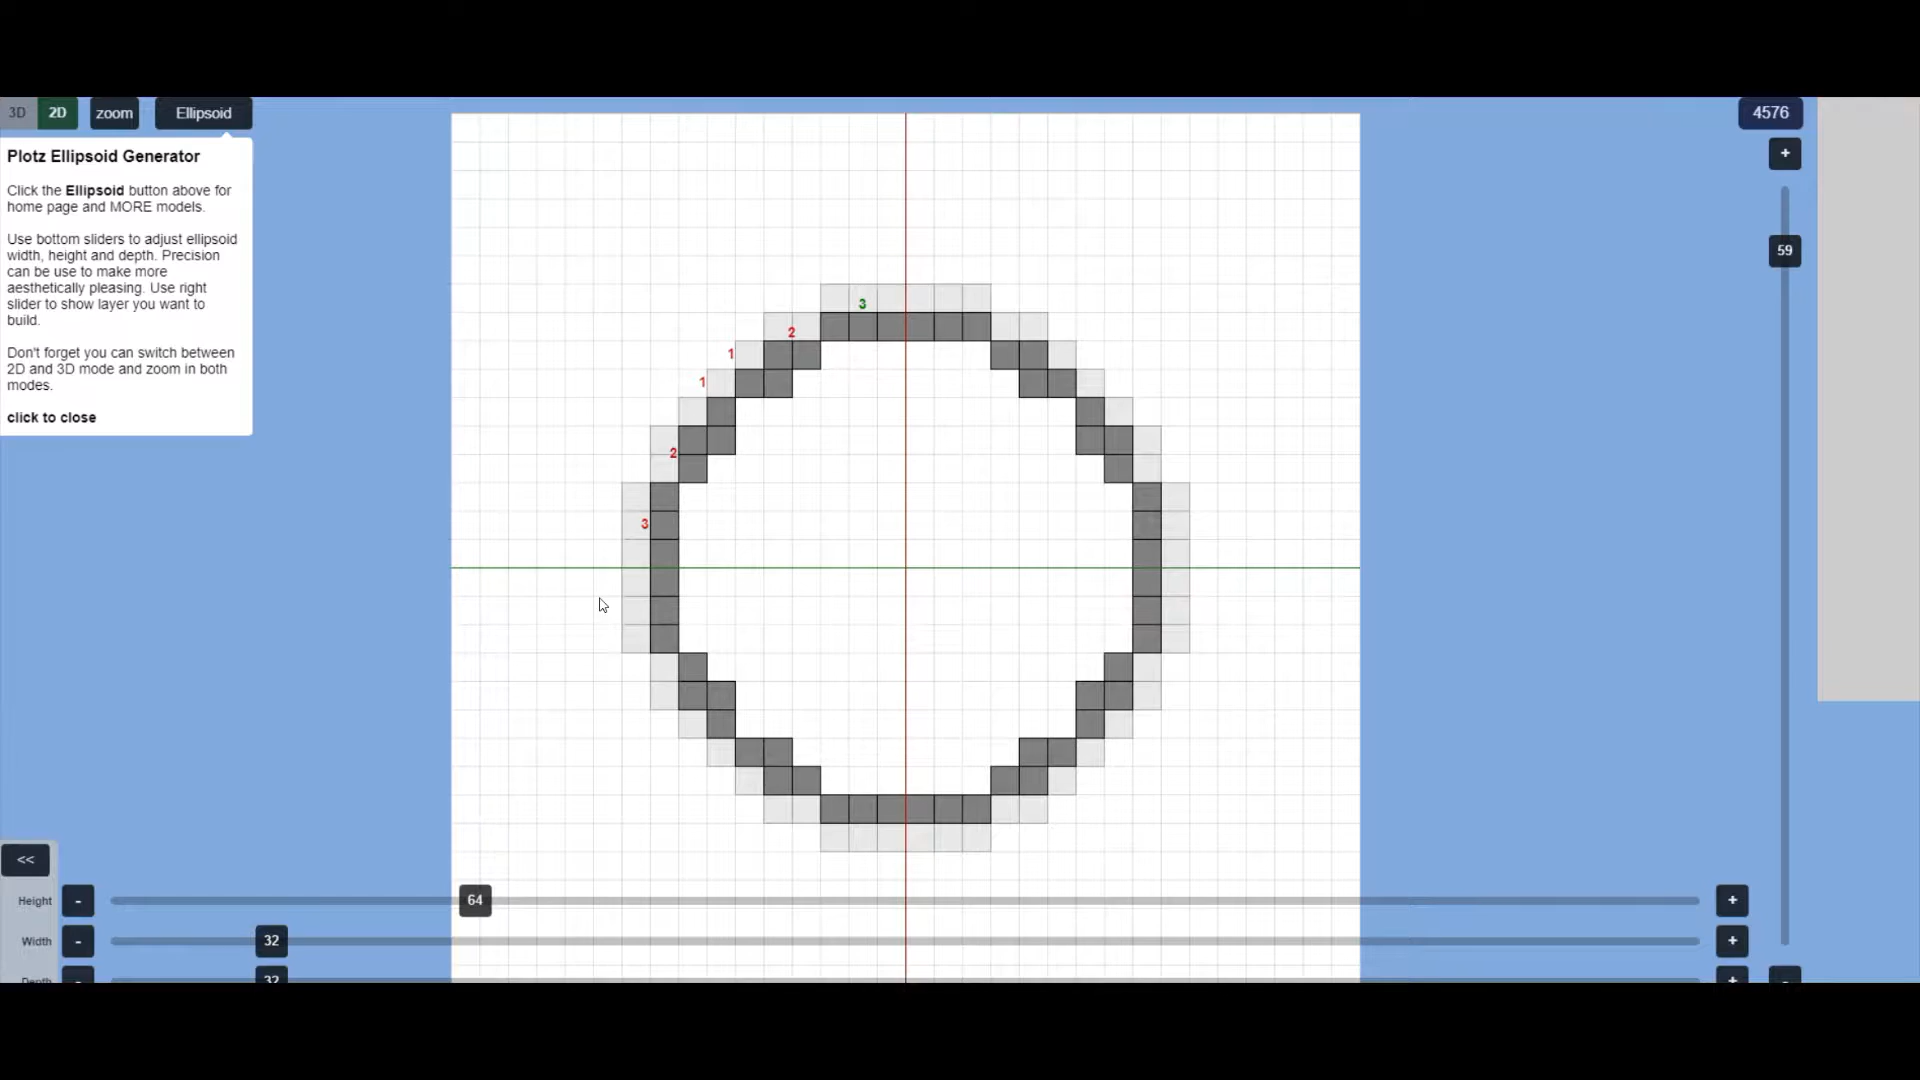 3D 2D zoom Ellipsoid 4576
Plotz Ellipsoid Generator
Click the Ellipsoid button above for
home page and MORE models.
Use bottom sliders to adjust ellipsoid
width, height and depth. Precision
can be use to make more
aesthetically pleasing. Use right
slider to show layer you want to
build.
Don't forget you can switch between
2D and 3D mode and zoom in both
modes.
click to close
+
59
3
2
1
1
2
3
<<
Height - 64 +
Width - 32 +
Depth - 32 + -